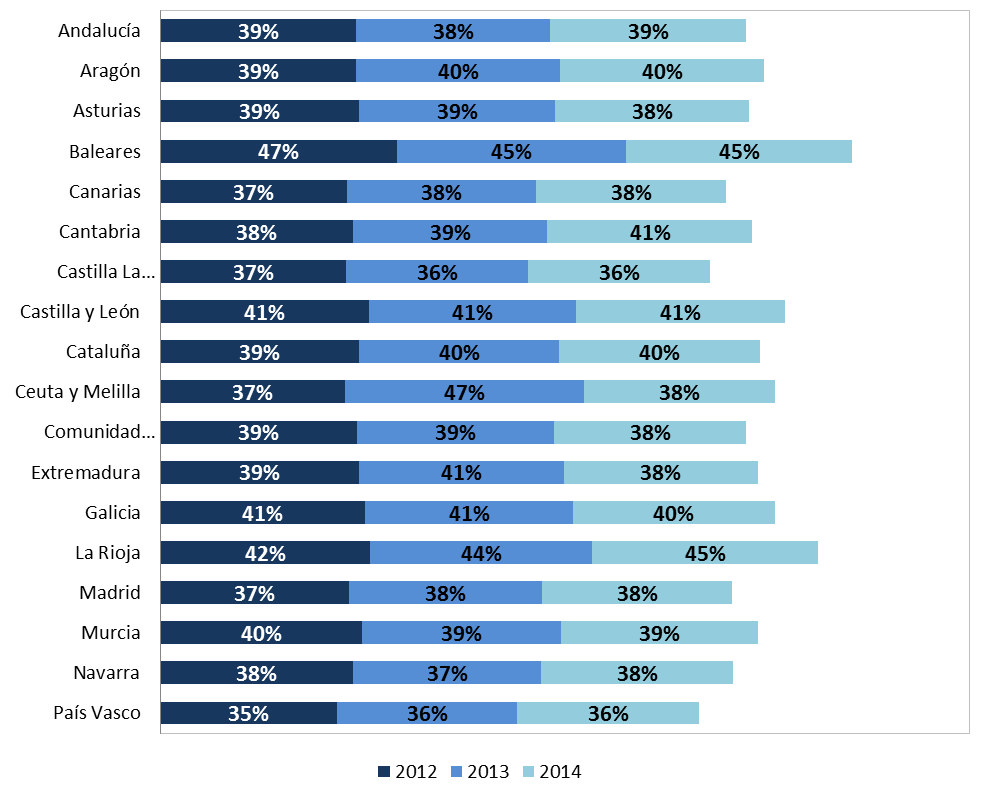 Andalucía 39% 38% 39%
Aragón 39% 40% 40%
Asturias 39% 39% 38%
Baleares 47% 45% 45%
Canarias 37% 38% 38%
Cantabria 38% 39% 41%
Castilla La... 37% 36% 36%
Castilla y León 41% 41% 41%
Cataluña 39% 40% 40%
Ceuta y Melilla 37% 47% 38%
Comunidad... 39% 39% 38%
Extremadura 39% 41% 38%
Galicia 41% 41% 40%
La Rioja 42% 44% 45%
Madrid 37% 38% 38%
Murcia 40% 39% 39%
Navarra 38% 37% 38%
País Vasco 35% 36% 36%
2012 2013 2014